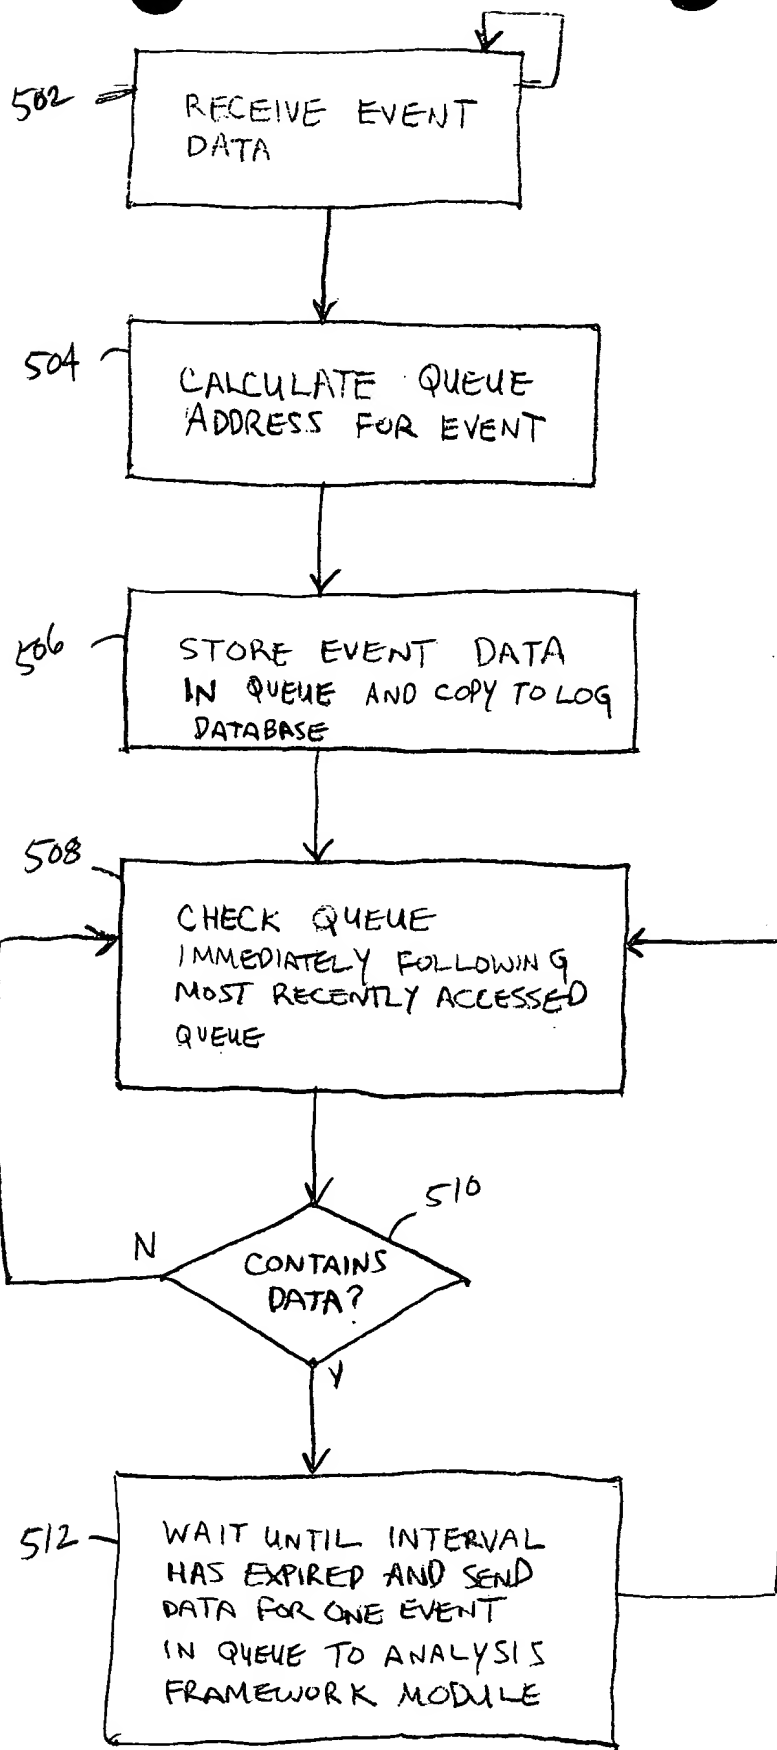 502
RECEIVE EVENT
DATA
504
CALCULATE QUEUE
ADDRESS FOR EVENT
506
STORE EVENT DATA
IN QUEUE AND COPY TO LOG
DATABASE
508
CHECK QUEUE
IMMEDIATELY FOLLOWING
MOST RECENTLY ACCESSED
QUEUE
510
N
CONTAINS
DATA?
Y
512
WAIT UNTIL INTERVAL
HAS EXPIRED AND SEND
DATA FOR ONE EVENT
IN QUEUE TO ANALYSIS
FRAMEWORK MODULE